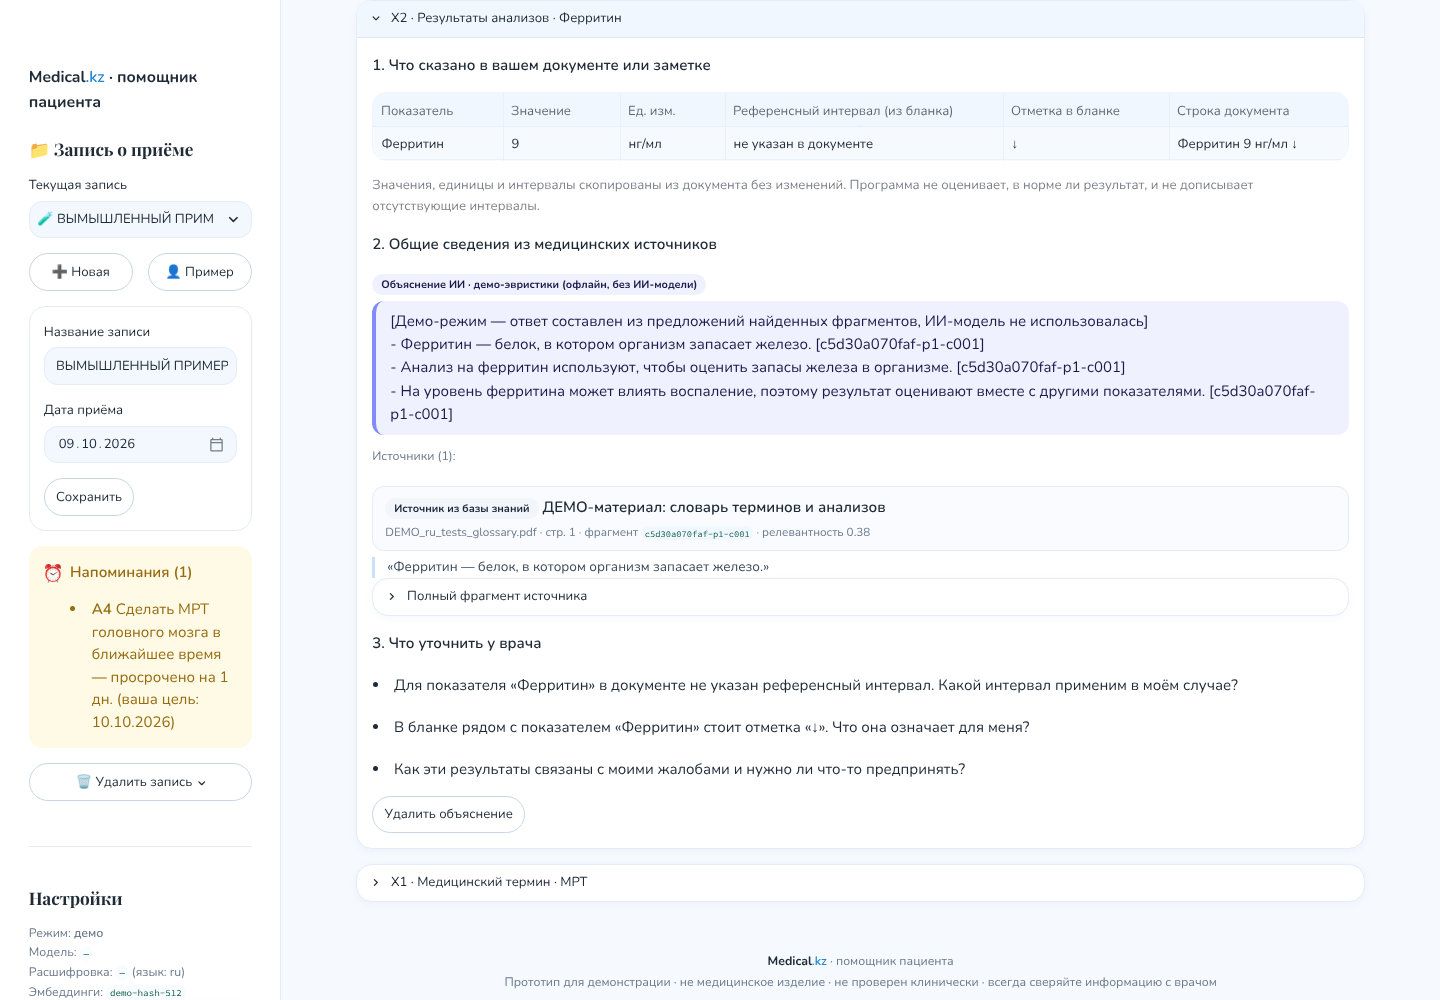 Medical.kz · помощник
пациента
📁 Запись о приёме
Текущая запись
🧪 ВЫМЫШЛЕННЫЙ ПРИМ
➕ Новая
👤 Пример
Название записи
ВЫМЫШЛЕННЫЙ ПРИМЕР
Дата приёма
09.10.2026
Сохранить
⏰ Напоминания (1)
• A4 Сделать МРТ
головного мозга в
ближайшее время
— просрочено на 1
дн. (ваша цель:
10.10.2026)
🗑️ Удалить запись
Настройки
Режим: демо
Модель: –
Расшифровка: – (язык: ru)
Эмбеддинги: demo-hash-512
X2 · Результаты анализов · Ферритин
1. Что сказано в вашем документе или заметке
Показатель Значение Ед. изм. Референсный интервал (из бланка) Отметка в бланке Строка документа
Ферритин 9 нг/мл не указан в документе ↓ Ферритин 9 нг/мл ↓
Значения, единицы и интервалы скопированы из документа без изменений. Программа не оценивает, в норме ли результат, и не дописывает
отсутствующие интервалы.
2. Общие сведения из медицинских источников
Объяснение ИИ · демо-эвристики (офлайн, без ИИ-модели)
[Демо-режим — ответ составлен из предложений найденных фрагментов, ИИ-модель не использовалась]
- Ферритин — белок, в котором организм запасает железо. [c5d30a070faf-p1-c001]
- Анализ на ферритин используют, чтобы оценить запасы железа в организме. [c5d30a070faf-p1-c001]
- На уровень ферритина может влиять воспаление, поэтому результат оценивают вместе с другими показателями. [c5d30a070faf-
p1-c001]
Источники (1):
Источник из базы знаний ДЕМО-материал: словарь терминов и анализов
DEMO_ru_tests_glossary.pdf · стр. 1 · фрагмент c5d30a070faf-p1-c001 · релевантность 0.38
«Ферритин — белок, в котором организм запасает железо.»
Полный фрагмент источника
3. Что уточнить у врача
• Для показателя «Ферритин» в документе не указан референсный интервал. Какой интервал применим в моём случае?
• В бланке рядом с показателем «Ферритин» стоит отметка «↓». Что она означает для меня?
• Как эти результаты связаны с моими жалобами и нужно ли что-то предпринять?
Удалить объяснение
X1 · Медицинский термин · МРТ
Medical.kz · помощник пациента
Прототип для демонстрации · не медицинское изделие · не проверен клинически · всегда сверяйте информацию с врачом